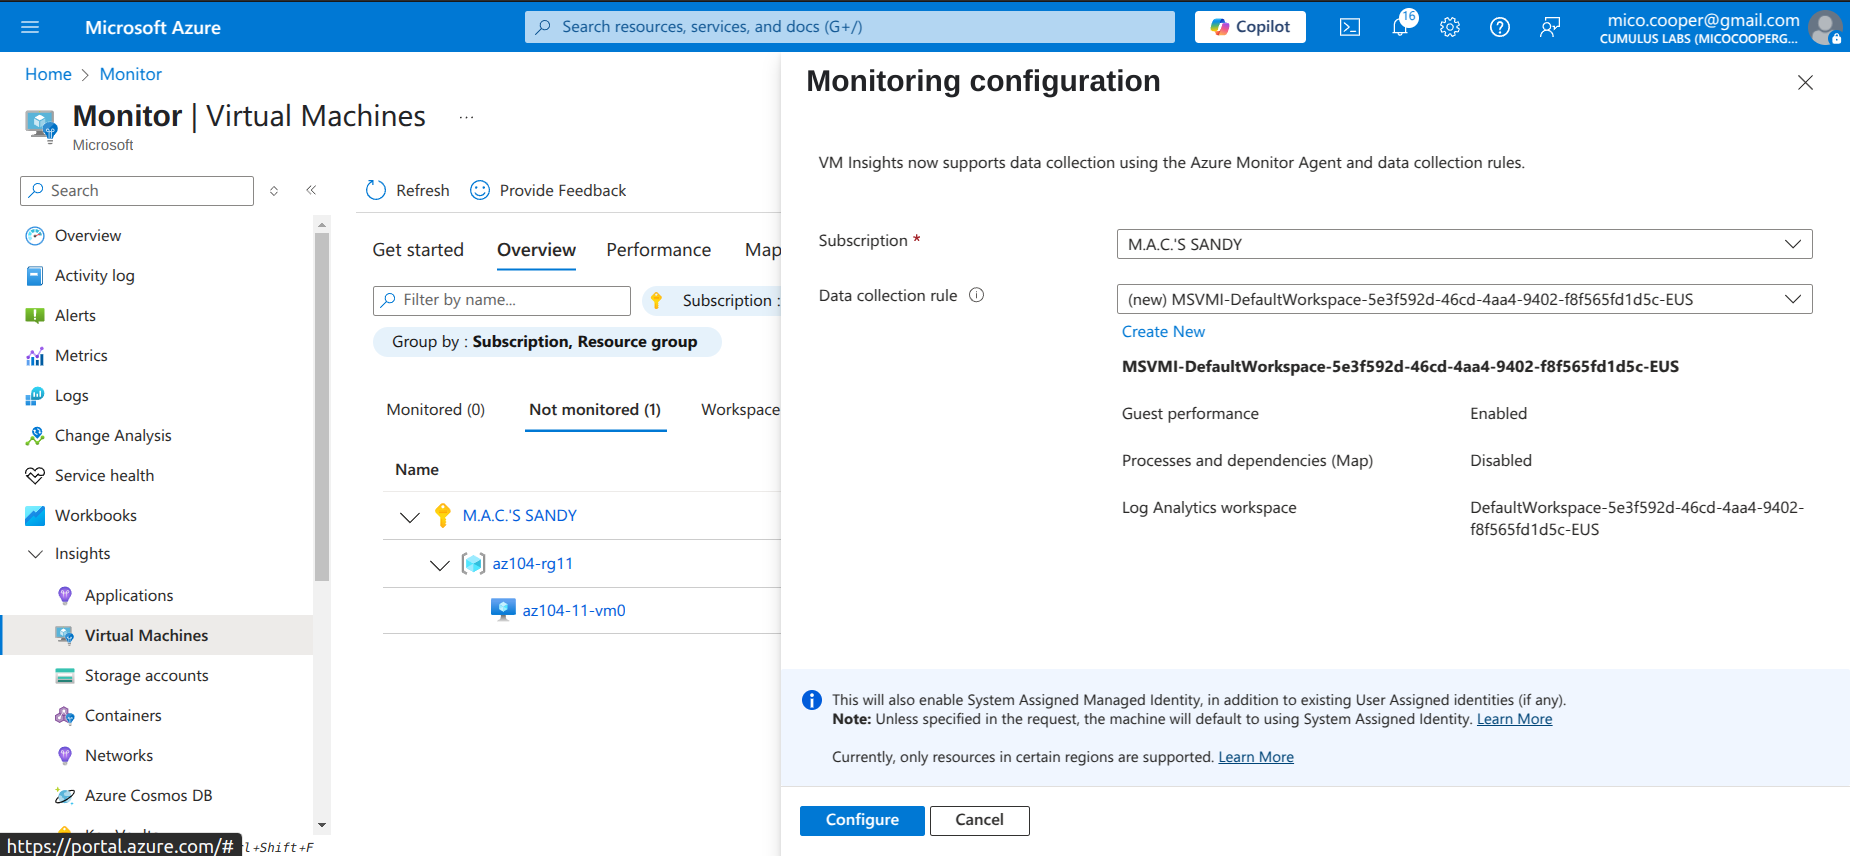 Microsoft Azure
Search resources, services, and docs (G+/)
Copilot
16
mico.cooper@gmail.com
CUMULUS LABS (MICOCOOPERG...
Home > Monitor
Monitor | Virtual Machines ...
Microsoft
Search
Overview
Activity log
Alerts
Metrics
Logs
Change Analysis
Service health
Workbooks
Insights
Applications
Virtual Machines
Storage accounts
Containers
Networks
Azure Cosmos DB
https://portal.azure.com/#
+Shift+F
Refresh
Provide Feedback
Get started
Overview
Performance
Map
Filter by name...
Subscription :
Group by : Subscription, Resource group
Monitored (0)
Not monitored (1)
Workspace
Name
M.A.C.'S SANDY
az104-rg11
az104-11-vm0
Monitoring configuration
VM Insights now supports data collection using the Azure Monitor Agent and data collection rules.
Subscription *
M.A.C.'S SANDY
Data collection rule
(new) MSVMI-DefaultWorkspace-5e3f592d-46cd-4aa4-9402-f8f565fd1d5c-EUS
Create New
MSVMI-DefaultWorkspace-5e3f592d-46cd-4aa4-9402-f8f565fd1d5c-EUS
Guest performance Enabled
Processes and dependencies (Map) Disabled
Log Analytics workspace DefaultWorkspace-5e3f592d-46cd-4aa4-9402-
f8f565fd1d5c-EUS
This will also enable System Assigned Managed Identity, in addition to existing User Assigned identities (if any).
Note: Unless specified in the request, the machine will default to using System Assigned Identity. Learn More
Currently, only resources in certain regions are supported. Learn More
Configure
Cancel